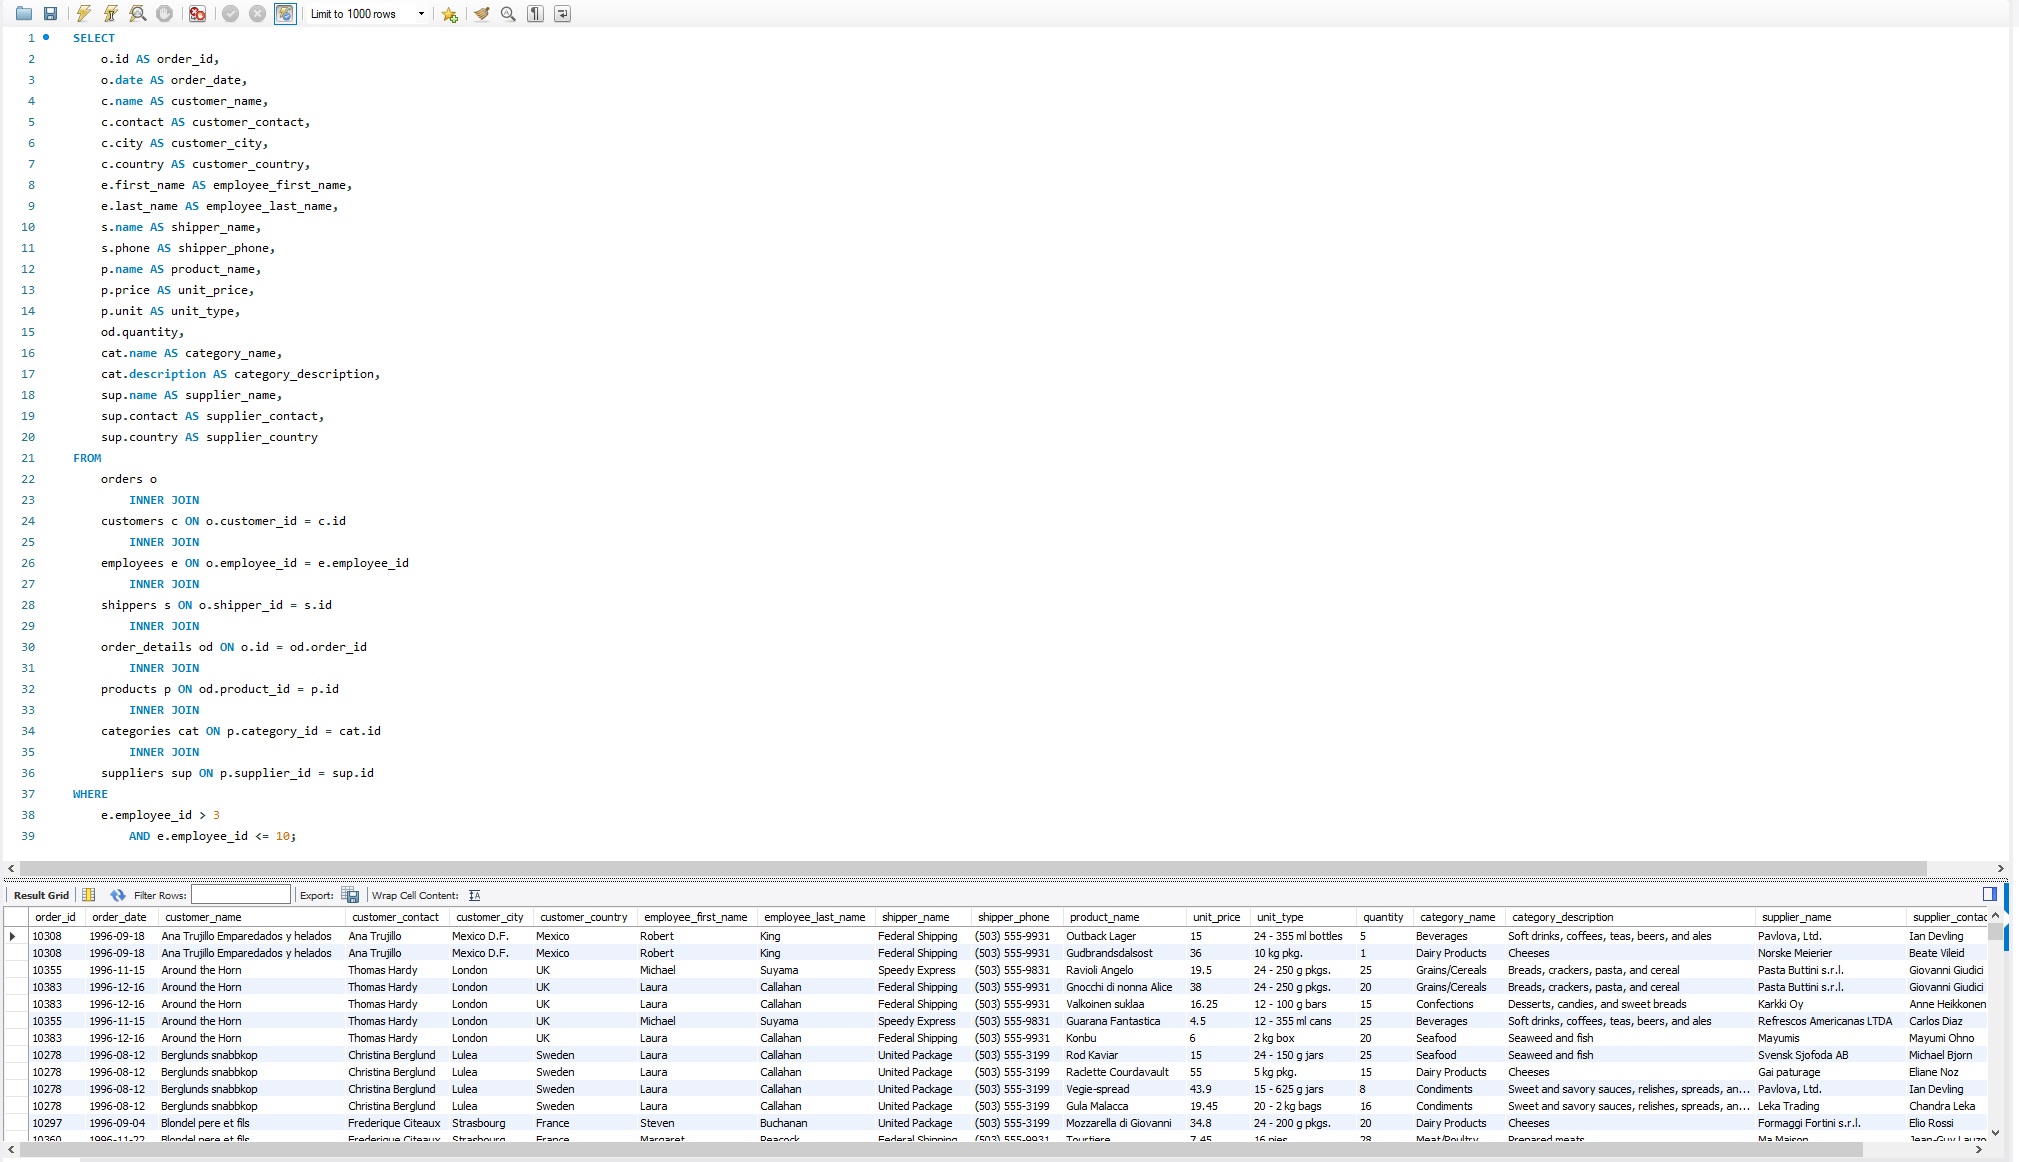 Limit to 1000 rows
1 SELECT
2 o.id AS order_id,
3 o.date AS order_date,
4 c.name AS customer_name,
5 c.contact AS customer_contact,
6 c.city AS customer_city,
7 c.country AS customer_country,
8 e.first_name AS employee_first_name,
9 e.last_name AS employee_last_name,
10 s.name AS shipper_name,
11 s.phone AS shipper_phone,
12 p.name AS product_name,
13 p.price AS unit_price,
14 p.unit AS unit_type,
15 od.quantity,
16 cat.name AS category_name,
17 cat.description AS category_description,
18 sup.name AS supplier_name,
19 sup.contact AS supplier_contact,
20 sup.country AS supplier_country
21 FROM
22 orders o
23 INNER JOIN
24 customers c ON o.customer_id = c.id
25 INNER JOIN
26 employees e ON o.employee_id = e.employee_id
27 INNER JOIN
28 shippers s ON o.shipper_id = s.id
29 INNER JOIN
30 order_details od ON o.id = od.order_id
31 INNER JOIN
32 products p ON od.product_id = p.id
33 INNER JOIN
34 categories cat ON p.category_id = cat.id
35 INNER JOIN
36 suppliers sup ON p.supplier_id = sup.id
37 WHERE
38 e.employee_id > 3
39 AND e.employee_id <= 10;
Result Grid Filter Rows: Export: Wrap Cell Content:
order_id order_date customer_name customer_contact customer_city customer_country employee_first_name employee_last_name shipper_name shipper_phone product_name unit_price unit_type quantity category_name category_description supplier_name supplier_contac
10308 1996-09-18 Ana Trujillo Emparedados y helados Ana Trujillo Mexico D.F. Mexico Robert King Federal Shipping (503) 555-9931 Outback Lager 15 24 - 355 ml bottles 5 Beverages Soft drinks, coffees, teas, beers, and ales Pavlova, Ltd. Ian Devling
10308 1996-09-18 Ana Trujillo Emparedados y helados Ana Trujillo Mexico D.F. Mexico Robert King Federal Shipping (503) 555-9931 Gudbrandsdalsost 36 10 kg pkg. 1 Dairy Products Cheeses Norske Meierier Beate Vileid
10355 1996-11-15 Around the Horn Thomas Hardy London UK Michael Suyama Speedy Express (503) 555-9831 Ravioli Angelo 19.5 24 - 250 g pkgs. 25 Grains/Cereals Breads, crackers, pasta, and cereal Pasta Buttini s.r.l. Giovanni Giudici
10383 1996-12-16 Around the Horn Thomas Hardy London UK Laura Callahan Federal Shipping (503) 555-9931 Gnocchi di nonna Alice 38 24 - 250 g pkgs. 20 Grains/Cereals Breads, crackers, pasta, and cereal Pasta Buttini s.r.l. Giovanni Giudici
10383 1996-12-16 Around the Horn Thomas Hardy London UK Laura Callahan Federal Shipping (503) 555-9931 Valkoinen suklaa 16.25 12 - 100 g bars 15 Confections Desserts, candies, and sweet breads Karkki Oy Anne Heikkonen
10355 1996-11-15 Around the Horn Thomas Hardy London UK Michael Suyama Speedy Express (503) 555-9831 Guarana Fantastica 4.5 12 - 355 ml cans 25 Beverages Soft drinks, coffees, teas, beers, and ales Refrescos Americanas LTDA Carlos Diaz
10383 1996-12-16 Around the Horn Thomas Hardy London UK Laura Callahan Federal Shipping (503) 555-9931 Konbu 6 2 kg box 20 Seafood Seaweed and fish Mayumis Mayumi Ohno
10278 1996-08-12 Berglunds snabbkop Christina Berglund Lulea Sweden Laura Callahan United Package (503) 555-3199 Rod Kaviar 15 24 - 150 g jars 25 Seafood Seaweed and fish Svensk Sjofoda AB Michael Bjorn
10278 1996-08-12 Berglunds snabbkop Christina Berglund Lulea Sweden Laura Callahan United Package (503) 555-3199 Raclette Courdavault 55 5 kg pkg. 15 Dairy Products Cheeses Gai paturage Eliane Noz
10278 1996-08-12 Berglunds snabbkop Christina Berglund Lulea Sweden Laura Callahan United Package (503) 555-3199 Vegie-spread 43.9 15 - 625 g jars 8 Condiments Sweet and savory sauces, relishes, spreads, an... Pavlova, Ltd. Ian Devling
10278 1996-08-12 Berglunds snabbkop Christina Berglund Lulea Sweden Laura Callahan United Package (503) 555-3199 Gula Malacca 19.45 20 - 2 kg bags 16 Condiments Sweet and savory sauces, relishes, spreads, an... Leka Trading Chandra Leka
10297 1996-09-04 Blondel pere et fils Frederique Citeaux Strasbourg France Steven Buchanan United Package (503) 555-3199 Mozzarella di Giovanni 34.8 24 - 200 g pkgs. 20 Dairy Products Cheeses Formaggi Fortini s.r.l. Elio Rossi
10360 1996-11-22 Blondel pere et fils Frederique Citeaux Strasbourg France Margaret Peacock Federal Shipping (503) 555-9931 Tourtiere 7.45 16 pies 28 Meat/Poultry Prepared meats Ma Maison Jean-Guy Lauzo